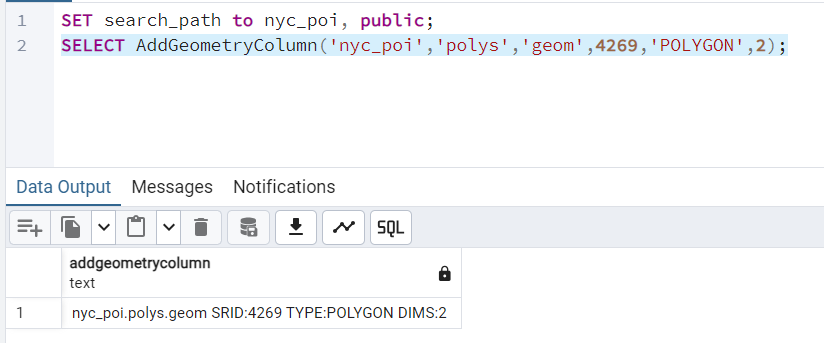 1 SET search_path to nyc_poi, public;
2 SELECT AddGeometryColumn('nyc_poi','polys','geom',4269,'POLYGON',2);
Data Output Messages Notifications
SQL
addgeometrycolumn
text
1 nyc_poi.polys.geom SRID:4269 TYPE:POLYGON DIMS:2